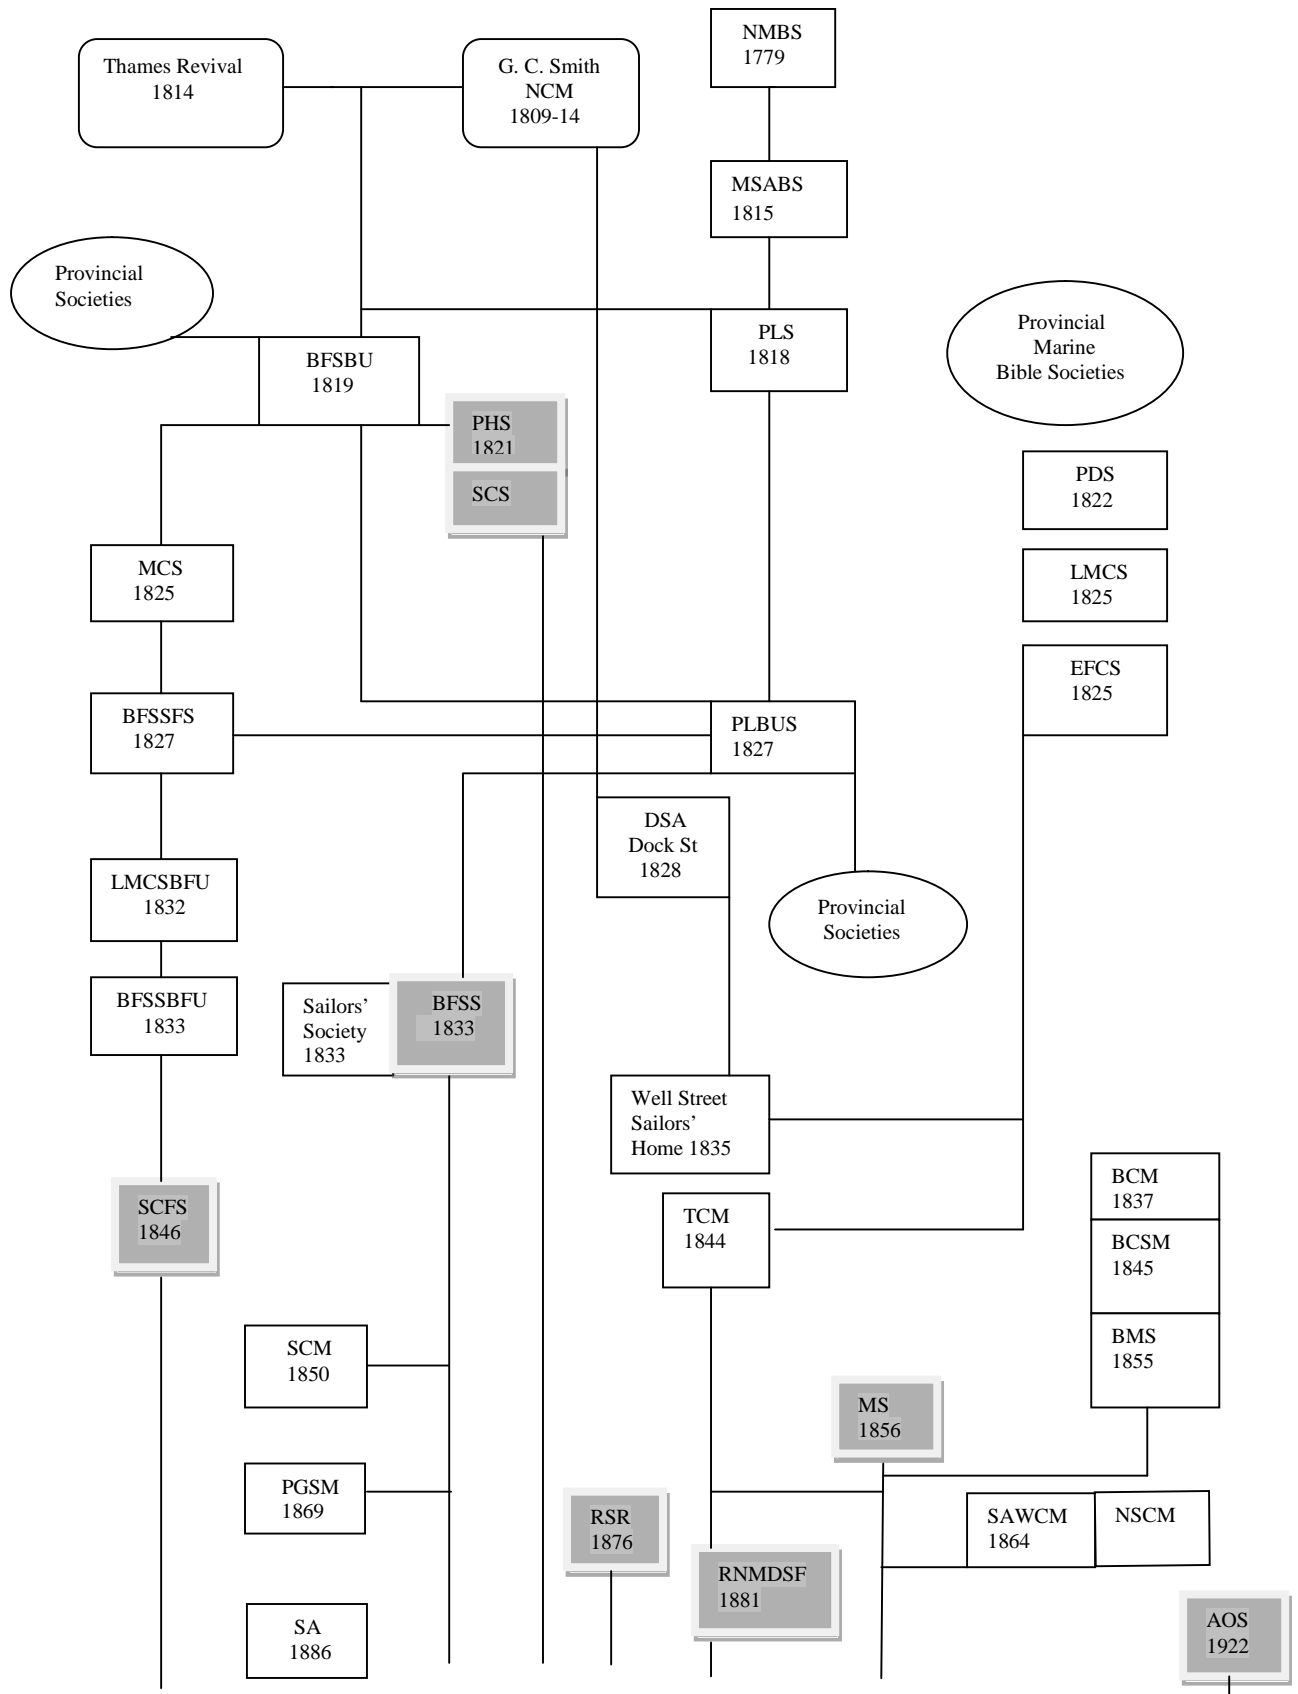 NMBS
1779
Thames Revival
1814
G. C. Smith
NCM
1809-14
MSABS
1815
Provincial
Societies
Provincial
Marine
Bible Societies
PLS
1818
BFSBU
1819
PHS
1821
SCS
PDS
1822
MCS
1825
LMCS
1825
EFCS
1825
BFSSFS
1827
PLBUS
1827
DSA
Dock St
1828
LMCSBFU
1832
Provincial
Societies
BFSSBFU
1833
Sailors’
Society
1833
BFSS
1833
Well Street
Sailors’
Home 1835
BCM
1837
SCFS
1846
TCM
1844
BCSM
1845
SCM
1850
BMS
1855
MS
1856
PGSM
1869
RSR
1876
SAWCM
1864
NSCM
RNMDSF
1881
SA
1886
AOS
1922